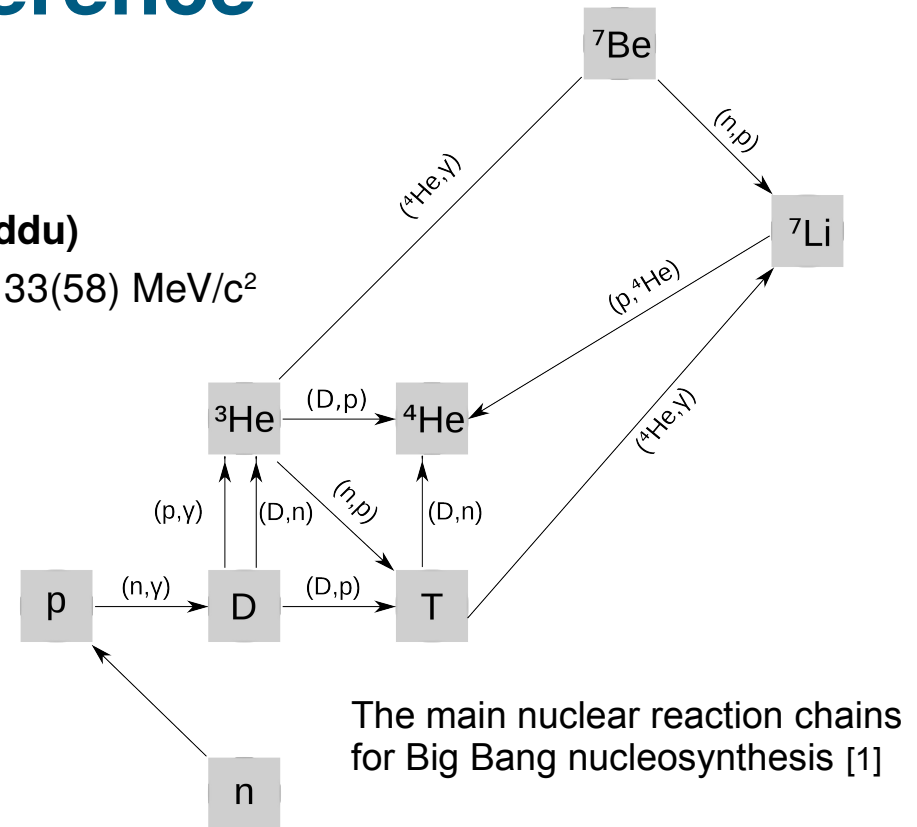 erence
⁷Be
(n,p)
(⁴He,γ)
ddu)
⁷Li
33(58) MeV/c²
(p,⁴He)
³He
(D,p)
⁴He
(⁴He,γ)
(p,γ)
(D,n)
(n,p)
(D,n)
p
(n,γ)
D
(D,p)
T
The main nuclear reaction chains
for Big Bang nucleosynthesis [1]
n